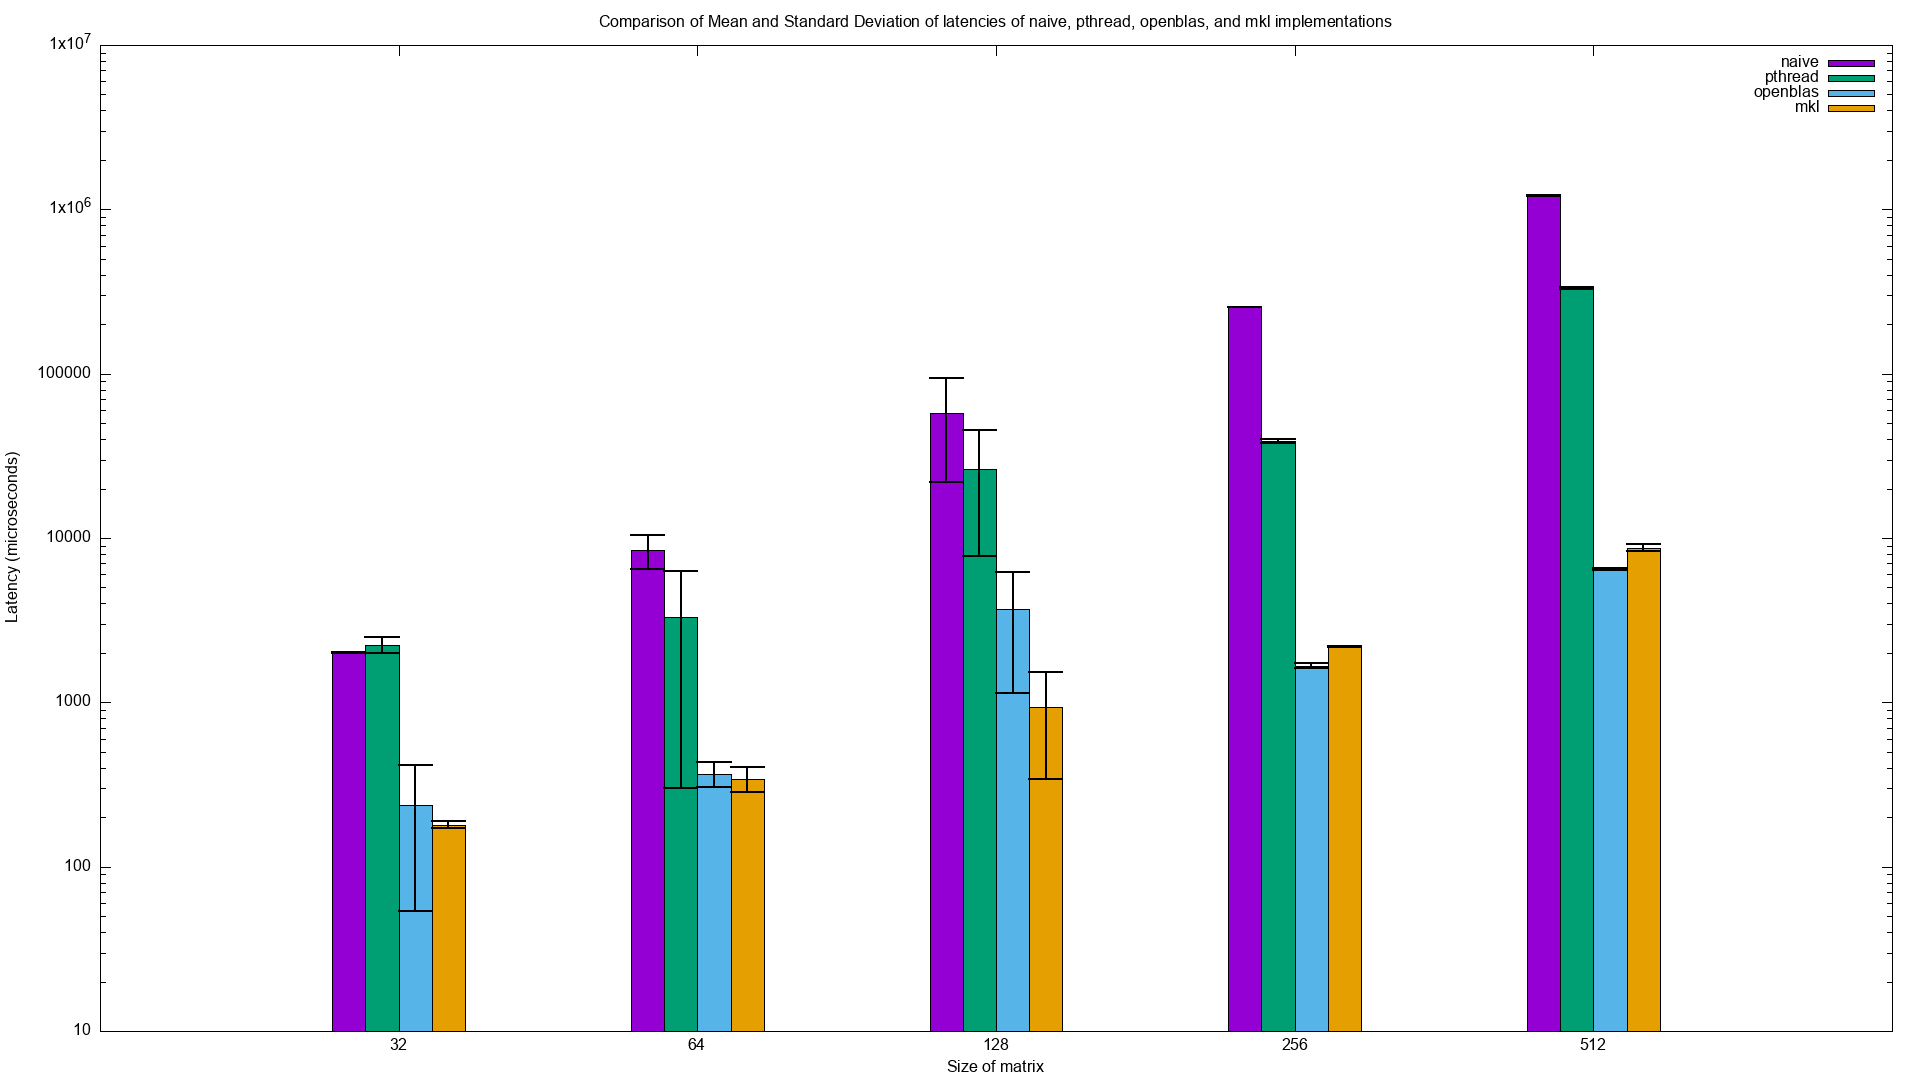 Comparison of Mean and Standard Deviation of latencies of naive, pthread, openblas, and mkl implementations
1x10^7
1x10^6
100000
10000
1000
100
10
Latency (microseconds)
naive
pthread
openblas
mkl
32 64 128 256 512
Size of matrix